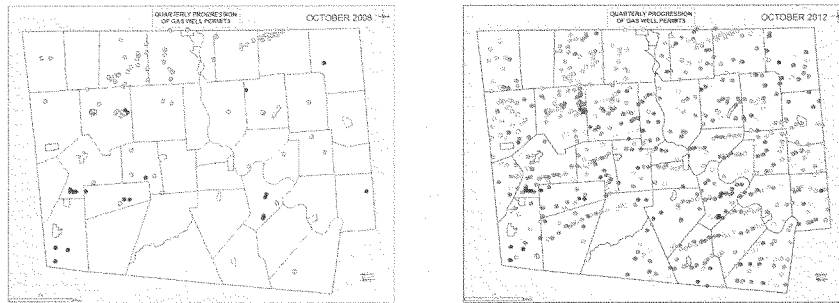 QUARTERLY PROGRESSION
OF GAS WELL PERMITS
OCTOBER 2008
QUARTERLY PROGRESSION
OF GAS WELL PERMITS
OCTOBER 2012